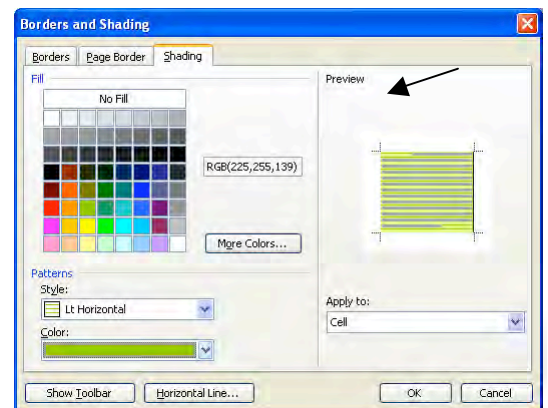 Borders and Shading
Borders
Page Border
Shading
Fill
No Fill
RGB(225,255,139)
More Colors...
Patterns
Style:
Lt Horizontal
Color:
Preview
Apply to:
Cell
Show Toolbar
Horizontal Line...
OK
Cancel